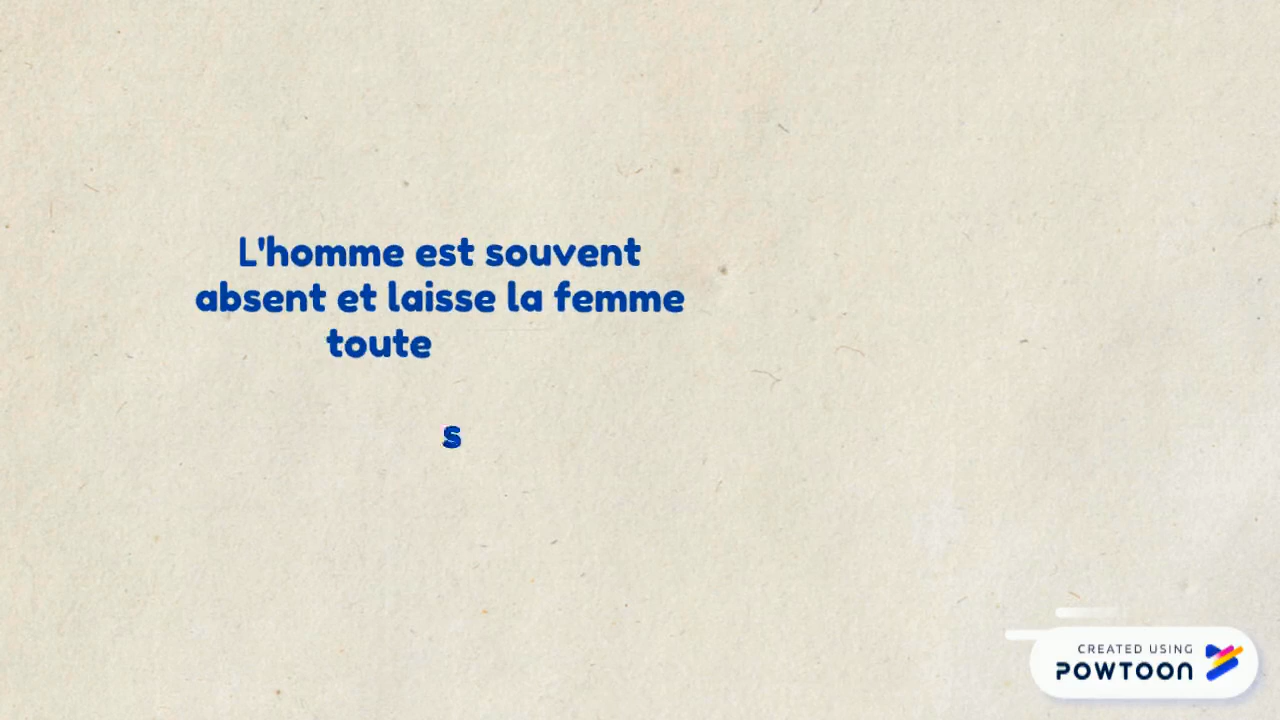 L'homme est souvent
absent et laisse la femme
toute
s
CREATED USING
POWTOON